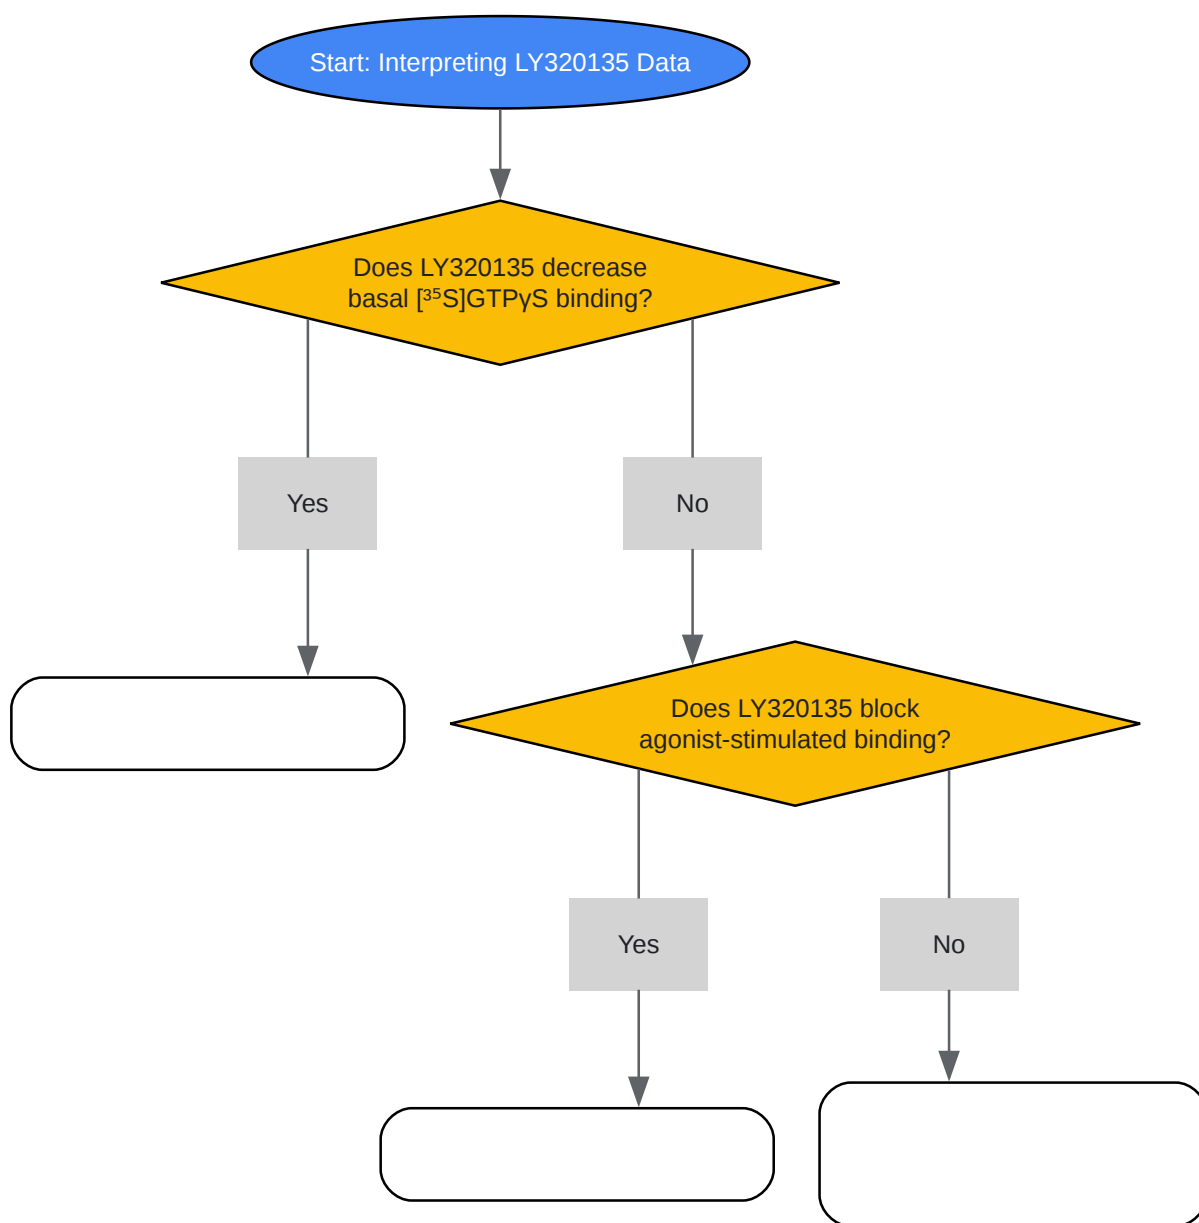 Start: Interpreting LY320135 Data
Does LY320135 decrease
basal [³⁵S]GTPγS binding?
Yes
No
Does LY320135 block
agonist-stimulated binding?
Yes
No